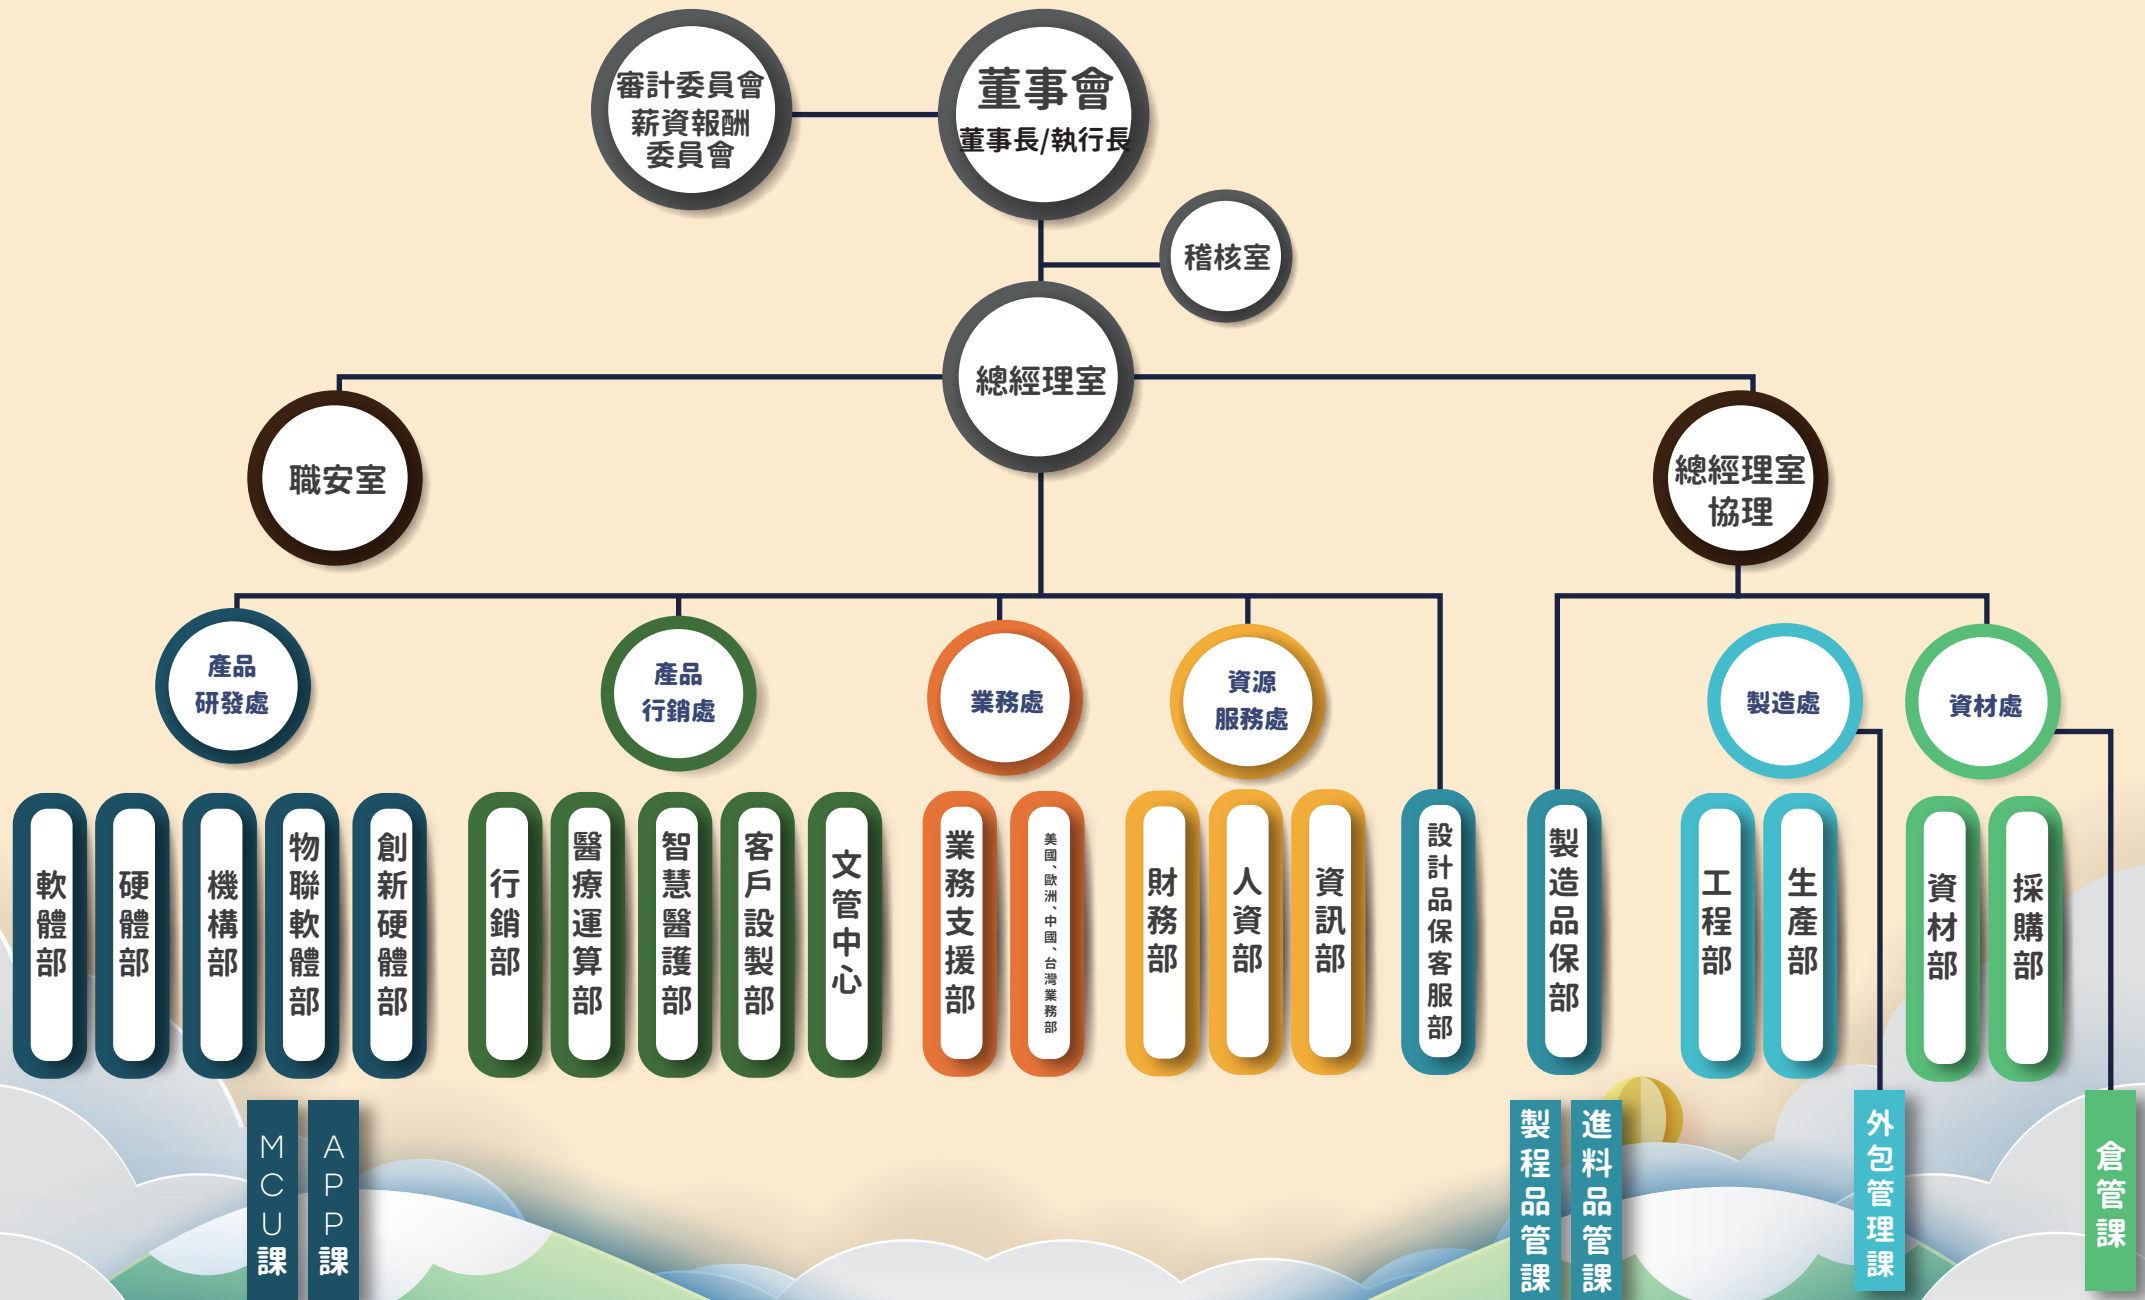 審計委員會
薪資報酬
委員會
董事會
董事長/執行長
稽核室
總經理室
職安室
總經理室
協理
產品
研發處
產品
行銷處
業務處
資源
服務處
製造處
資材處
軟體部
硬體部
機構部
物聯軟體部
創新硬體部
行銷部
醫療運算部
智慧醫護部
客戶設製部
文管中心
業務支援部
美國、歐洲、中國、台灣業務部
財務部
人資部
資訊部
設計品保客服部
製造品保部
工程部
生產部
資材部
採購部
MCU課
APP課
製程品管課
進料品管課
外包管理課
倉管課